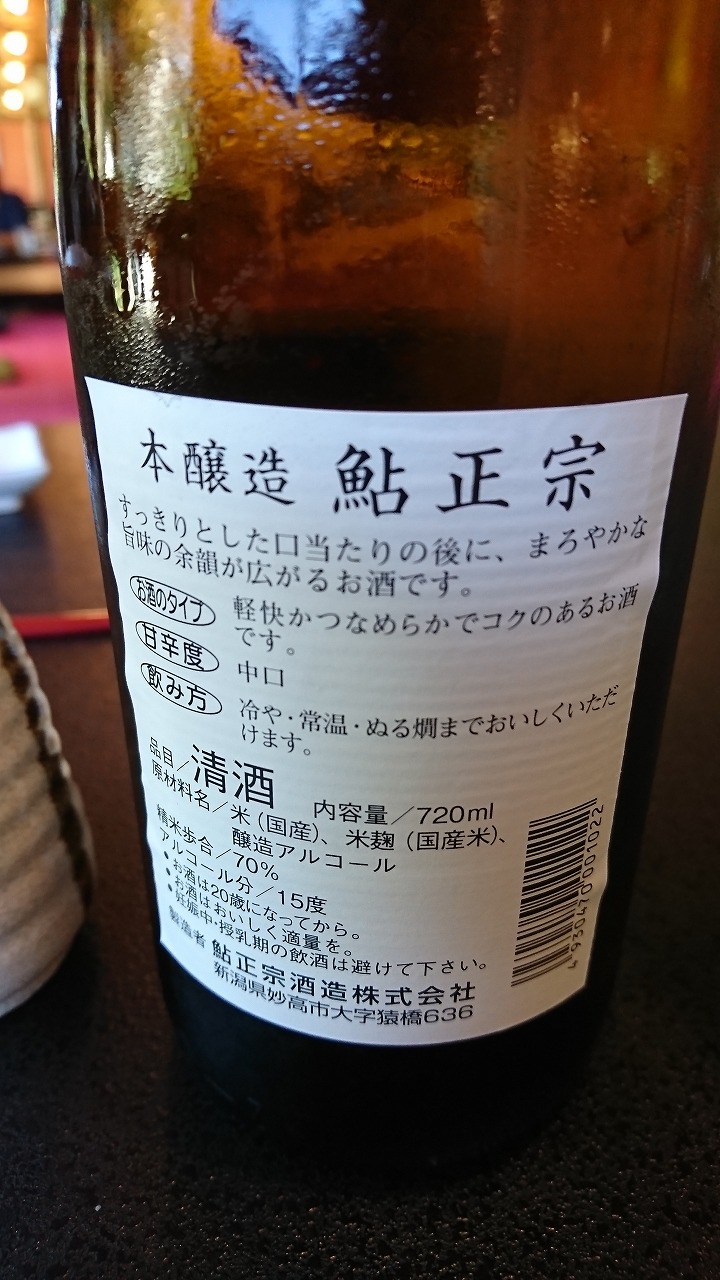 本醸造 鮎正宗
すっきりとした口当たりの後に、まろやかな
旨味の余韻が広がるお酒です。
お酒のタイプ 軽快かつなめらかでコクのあるお酒
です。
甘辛度 中口
飲み方 冷や・常温・ぬる燗までおいしくいただ
けます。
品目／清酒 内容量／720ml
原材料名／米（国産）、米麹（国産米）、
醸造アルコール
精米歩合／70%
アルコール分／15度
●お酒は20歳になってから。
●お酒はおいしく適量を。
●妊娠中・授乳期の飲酒は避けて下さい。
製造者 鮎正宗酒造株式会社
新潟県妙高市大字猿橋636
4930470001022